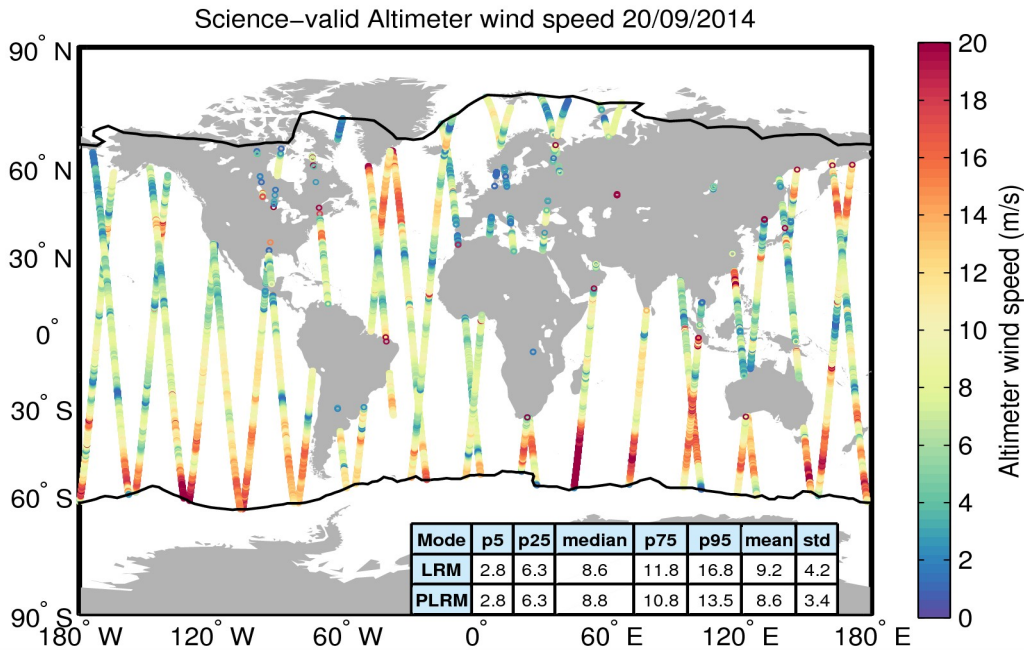 Science−valid Altimeter wind speed 20/09/2014
90° N
60° N
30° N
0°
30° S
60° S
90° S
180° W
120° W
60° W
0°
60° E
120° E
180° E
Mode p5 p25 median p75 p95 mean std
LRM 2.8 6.3 8.6 11.8 16.8 9.2 4.2
PLRM 2.8 6.3 8.8 10.8 13.5 8.6 3.4
20
18
16
14
12
10
8
6
4
2
0
Altimeter wind speed (m/s)